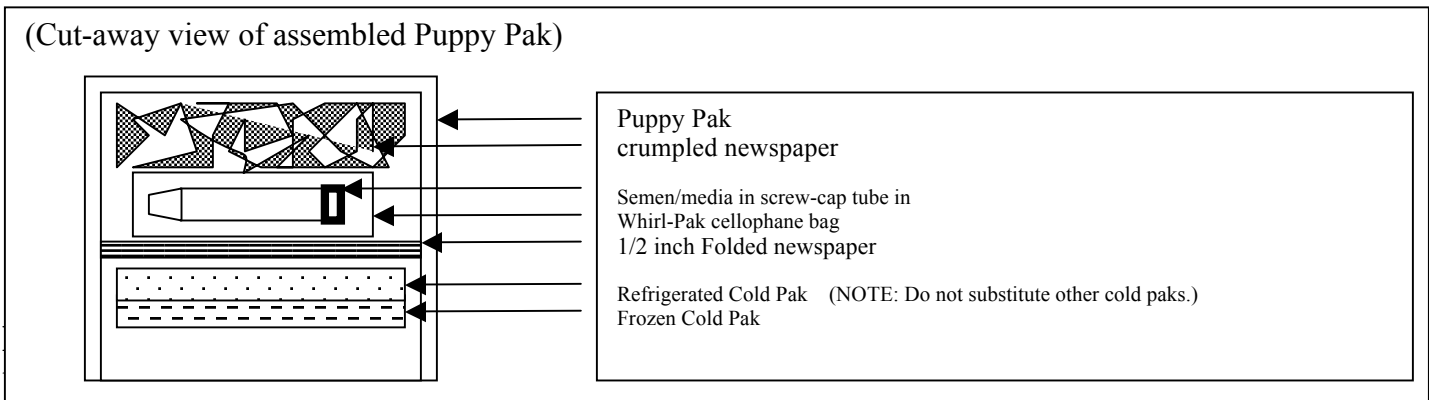 (Cut-away view of assembled Puppy Pak)
Puppy Pak
crumpled newspaper
Semen/media in screw-cap tube in
Whirl-Pak cellophane bag
1/2 inch Folded newspaper
Refrigerated Cold Pak (NOTE: Do not substitute other cold paks.)
Frozen Cold Pak